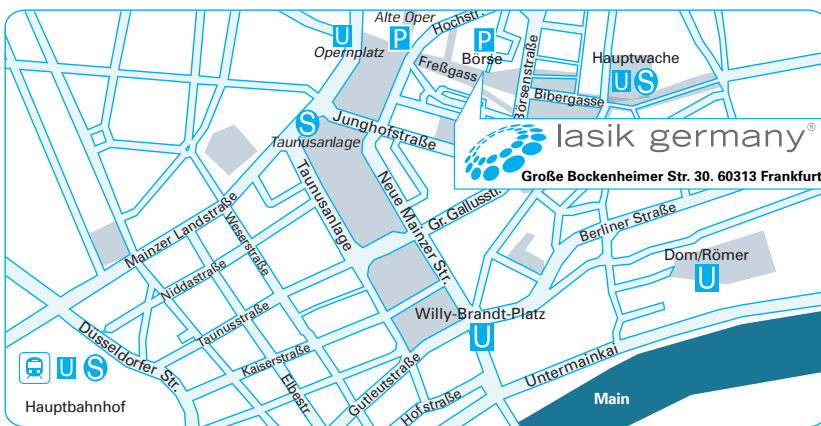 Alte Oper
Hochstr.
U
P
P
Opernplatz
Börse
Freßgass
Börsenstraße
Hauptwache
U S
Bibergasse
S
Taunusanlage
Junghofstraße
lasik germany®
Große Bockenheimer Str. 30. 60313 Frankfurt
Taunusanlage
Neue Mainzer Str.
Gr. Gallusstr.
Berliner Straße
Mainzer Landstraße
Weserstraße
Niddastraße
Taunusstraße
Dom/Römer
U
Willy-Brandt-Platz
U
Düsseldorfer Str.
Kaiserstraße
Elbestr.
Gutleutstraße
Hofstraße
Untermainkai
Main
U S
Hauptbahnhof